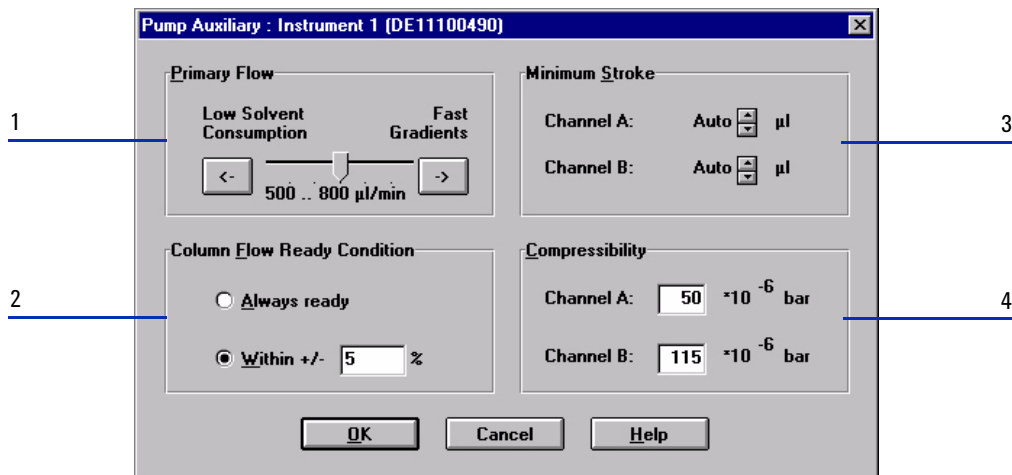 Pump Auxiliary : Instrument 1 (DE11100490)
1
Primary Flow
Low Solvent Consumption
Fast Gradients
<-
->
500 .. 800 µl/min
Minimum Stroke
Channel A: Auto µl
Channel B: Auto µl
3
2
Column Flow Ready Condition
Always ready
Within +/- 5 %
Compressibility
Channel A: 50 *10 -6 bar
Channel B: 115 *10 -6 bar
4
OK Cancel Help